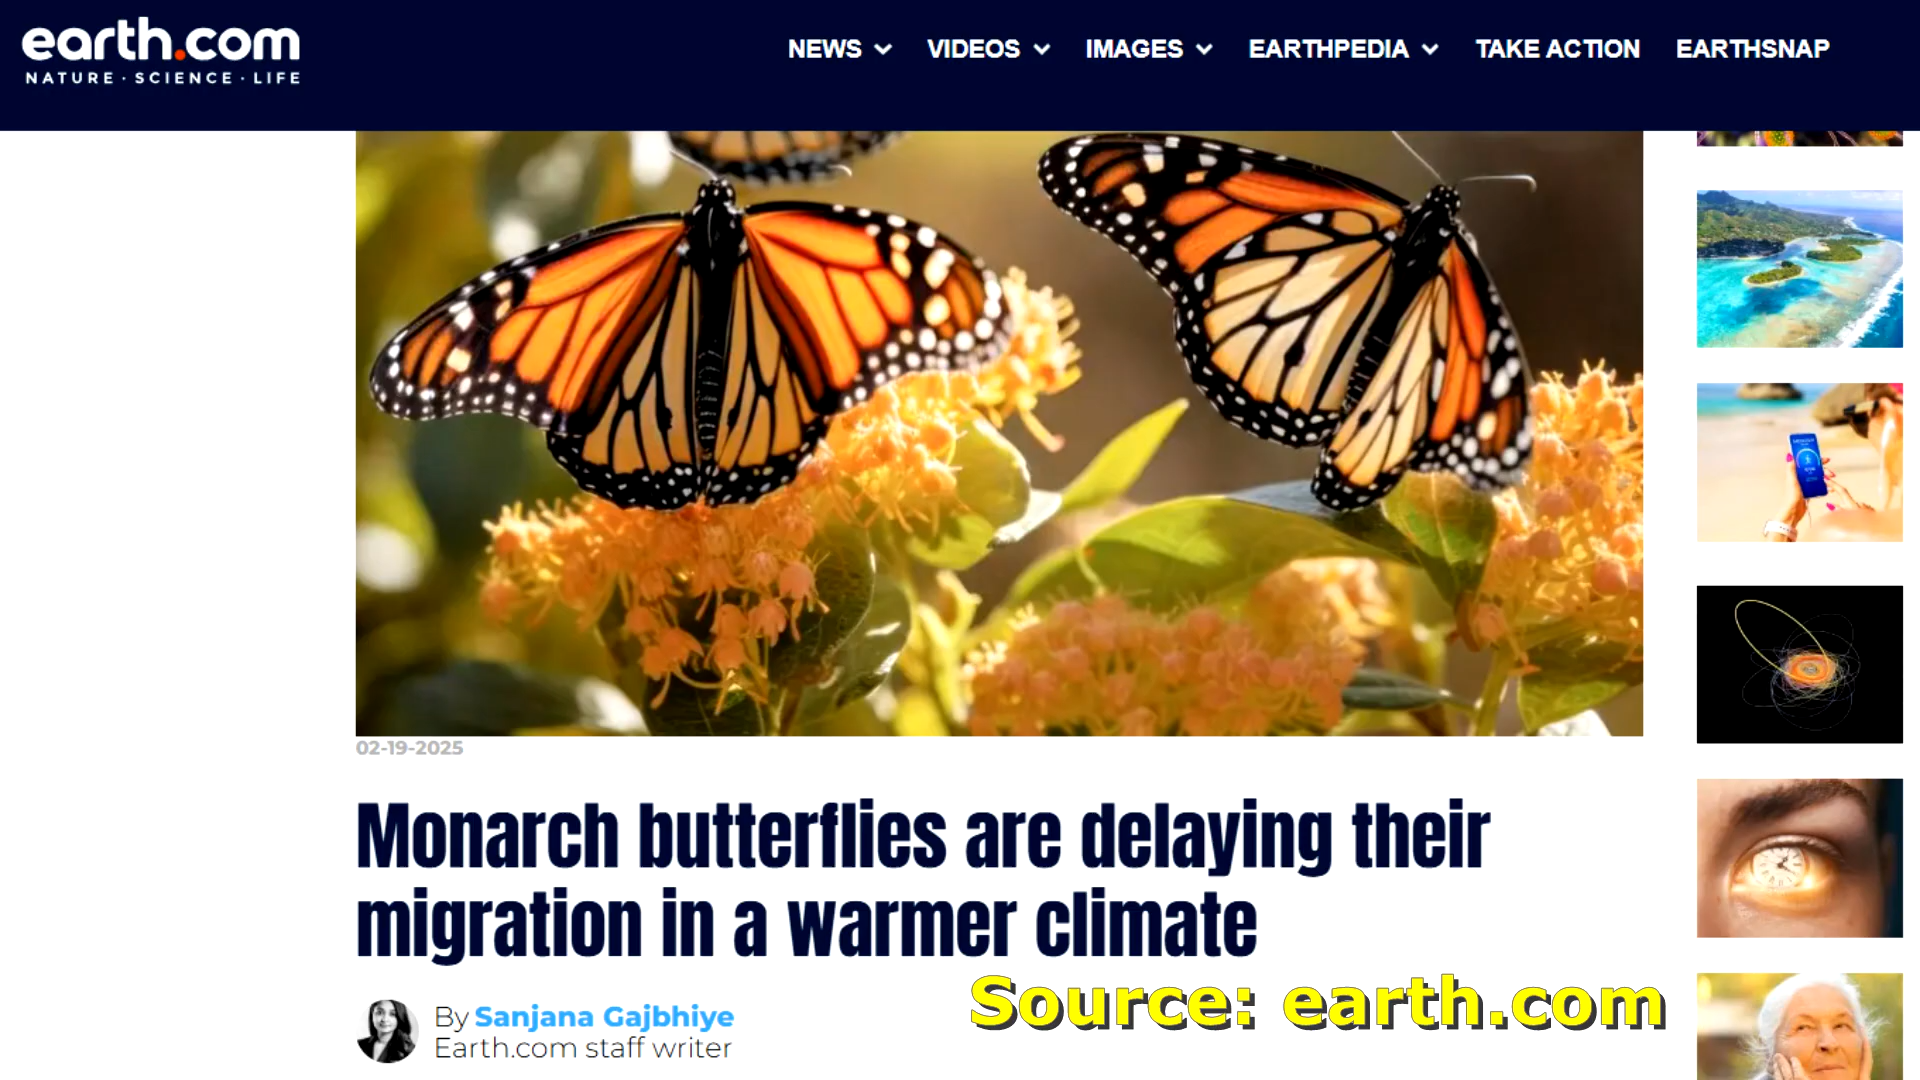 earth.com
NATURE · SCIENCE · LIFE
NEWS VIDEOS IMAGES EARTHPEDIA TAKE ACTION EARTHSNAP
02-19-2025
Monarch butterflies are delaying their
migration in a warmer climate
By Sanjana Gajbhiye
Earth.com staff writer
Source: earth.com